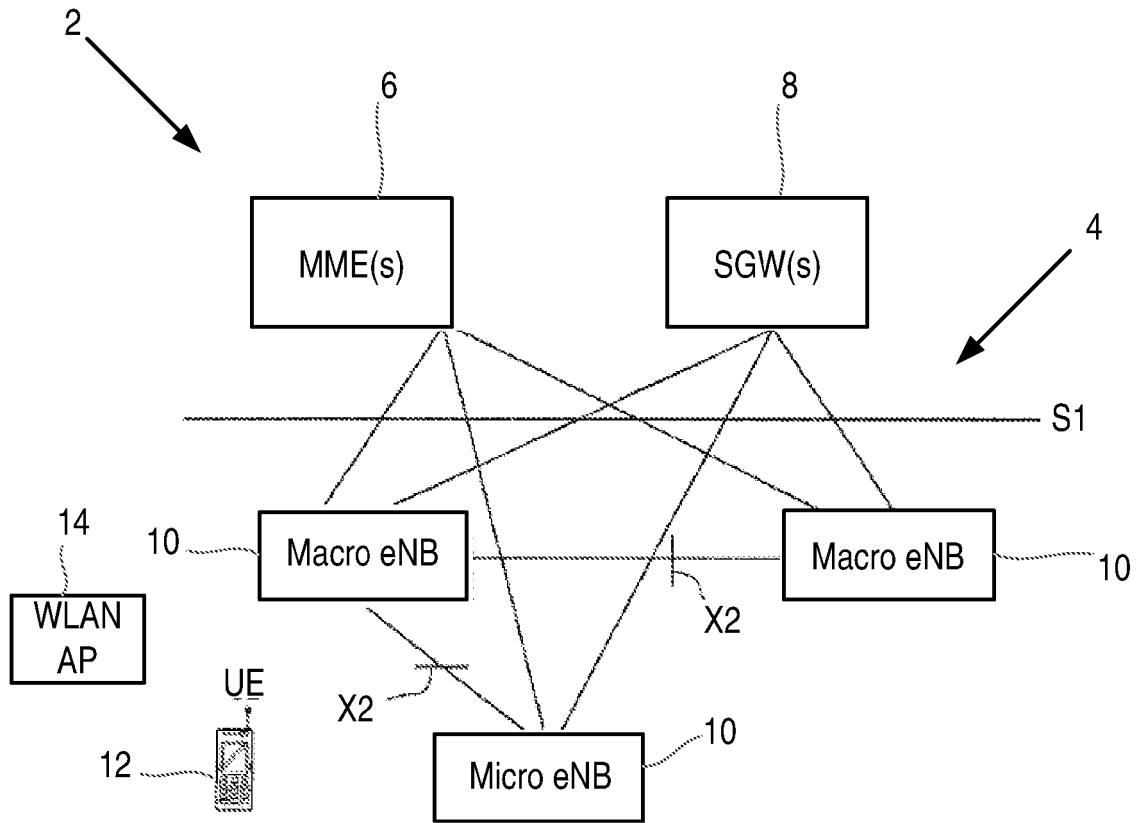 2
6
8
MME(s)
SGW(s)
4
S1
14
10
Macro eNB
Macro eNB
10
WLAN
AP
X2
UE
X2
12
10
Micro eNB